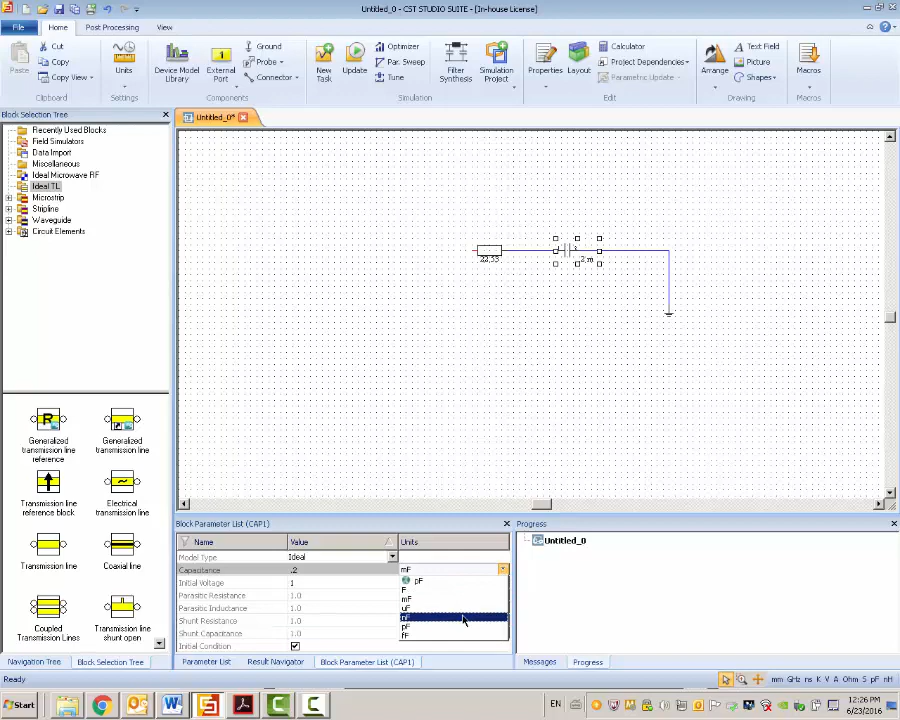 Untitled_0 - CST STUDIO SUITE - [In-house License]
File
Home
Post Processing
View
Paste
Cut
Copy
Copy View
Clipboard
Units
Settings
Device Model
Library
External
Port
Ground
Probe
Connector
Components
New
Task
Update
Optimizer
Par. Sweep
Tune
Filter
Synthesis
Simulation
Project
Simulation
Properties
Layout
Calculator
Project Dependencies
Parametric Update
Edit
Arrange
Text Field
Picture
Shapes
Drawing
Macros
Macros
Block Selection Tree
Recently Used Blocks
Field Simulators
Data Import
Miscellaneous
Ideal Microwave RF
Ideal TL
Microstrip
Stripline
Waveguide
Circuit Elements
Untitled_0*
Generalized
transmission line
reference
Generalized
transmission line
Transmission line
reference block
Electrical
transmission line
Transmission line
Coaxial line
Coupled
Transmission Lines
Transmission line
shunt open
Navigation Tree
Block Selection Tree
Block Parameter List (CAP1)
Name
Value
Units
Model Type
Ideal
Capacitance
.2
mF
Initial Voltage
1
Parasitic Resistance
1.0
Parasitic Inductance
1.0
Shunt Resistance
1.0
Shunt Capacitance
1.0
Initial Condition
pF
F
mF
uF
nF
pF
fF
Parameter List
Result Navigator
Block Parameter List (CAP1)
Progress
Untitled_0
Messages
Progress
Ready
mm GHz ns K V A Ohm S pF nH
Start
EN
12:26 PM
6/23/2016